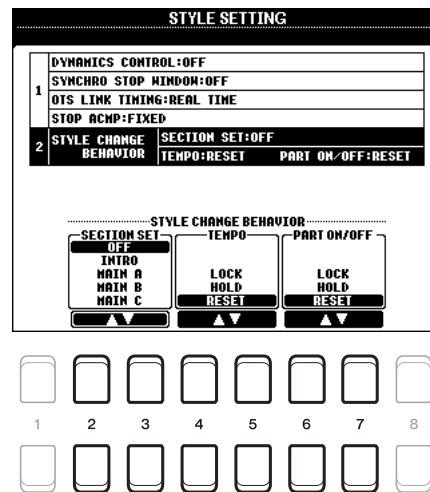 STYLE SETTING
1
DYNAMICS CONTROL:OFF
SYNCHRO STOP WINDOW:OFF
OTS LINK TIMING:REAL TIME
STOP ACMP:FIXED
2
STYLE CHANGE BEHAVIOR
SECTION SET:OFF
TEMPO:RESET PART ON/OFF:RESET
STYLE CHANGE BEHAVIOR
SECTION SET
OFF
INTRO
MAIN A
MAIN B
MAIN C
TEMPO
LOCK
HOLD
RESET
PART ON/OFF
LOCK
HOLD
RESET
1 2 3 4 5 6 7 8